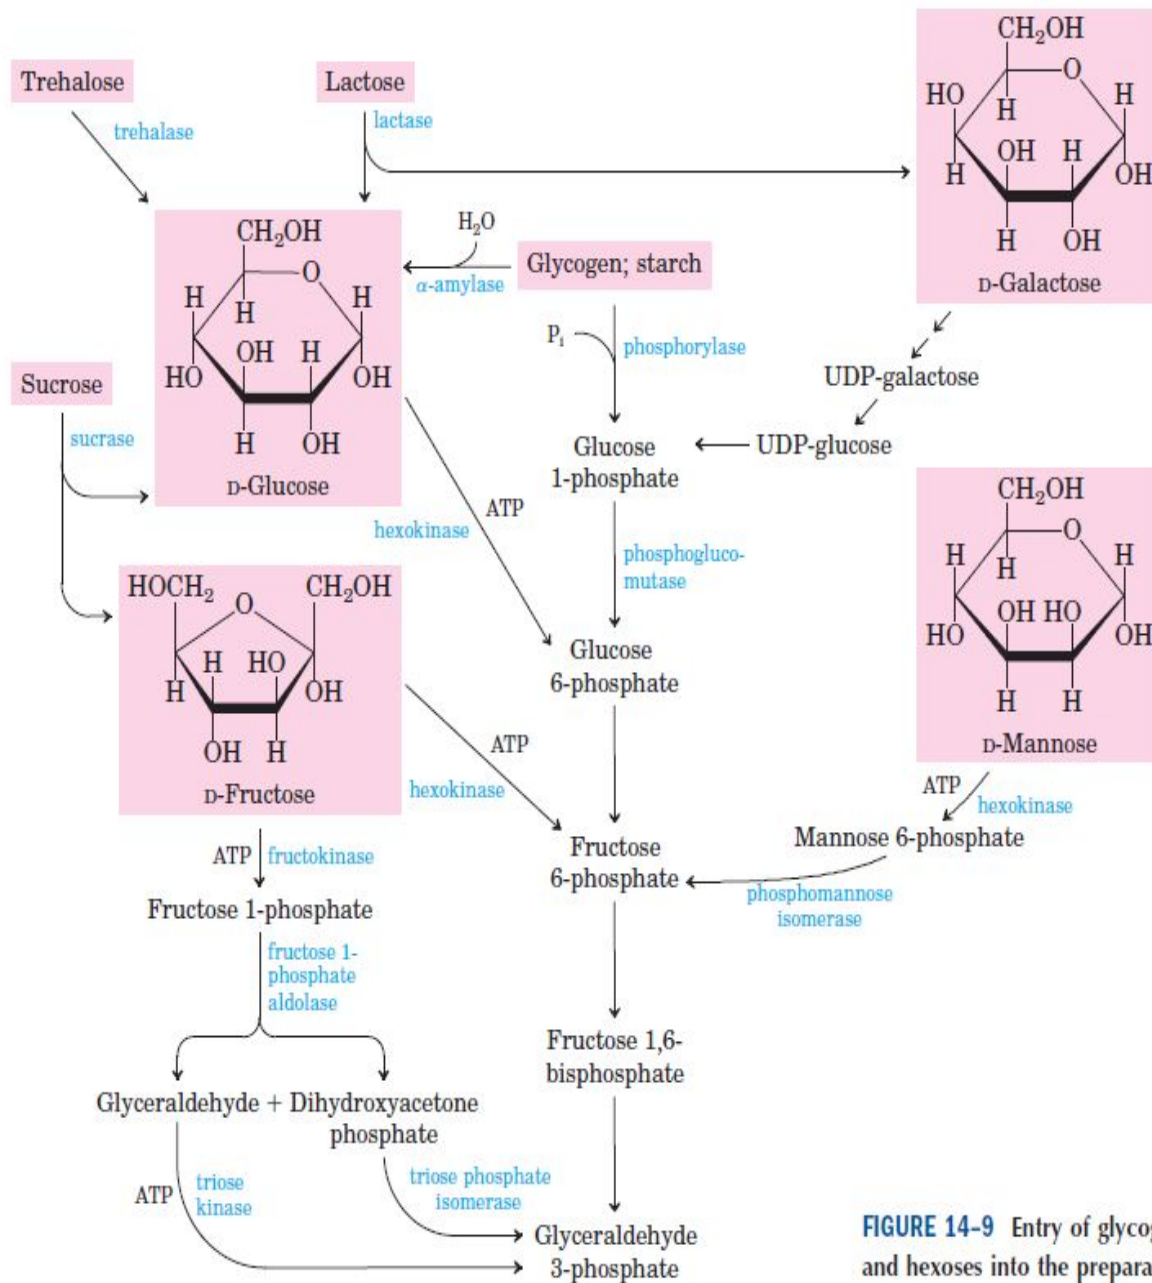 CH₂OH
O
HO
H
H
OH H
H
OH
H
OH
D-Galactose
Trehalose
trehalase
Lactose
lactase
CH₂OH
O
H
H
H
OH H
HO
OH
H
OH
D-Glucose
H₂O
α-amylase
Glycogen; starch
Pᵢ
phosphorylase
UDP-galactose
UDP-glucose
Glucose
1-phosphate
Sucrose
sucrase
hexokinase
ATP
phosphogluco-
mutase
Glucose
6-phosphate
CH₂OH
O
H
H
H
OH HO
HO
OH
H
H
D-Mannose
ATP
hexokinase
Mannose 6-phosphate
phosphomannose
isomerase
HOCH₂
O
CH₂OH
H HO
H
OH
OH H
D-Fructose
ATP
hexokinase
Fructose
6-phosphate
ATP
fructokinase
Fructose 1-phosphate
fructose 1-
phosphate
aldolase
Fructose 1,6-
bisphosphate
Glyceraldehyde + Dihydroxyacetone
phosphate
ATP
triose
kinase
triose phosphate
isomerase
Glyceraldehyde
3-phosphate
FIGURE 14–9 Entry of glycog
and hexoses into the prepara